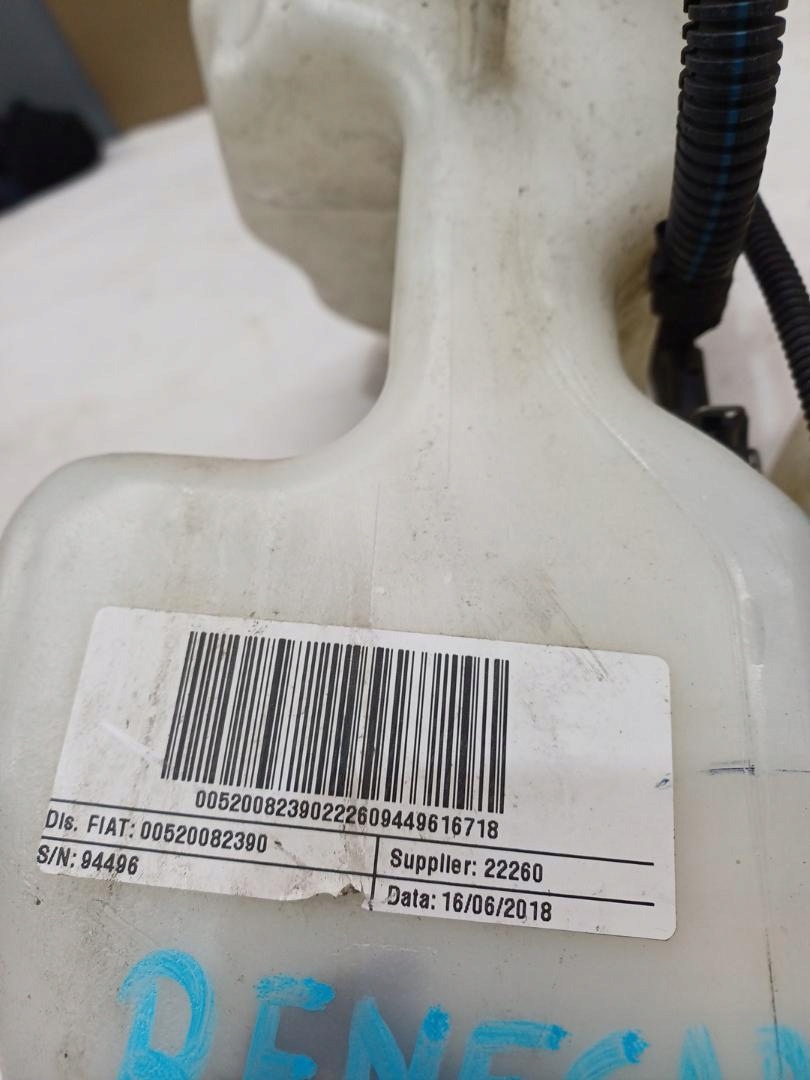 00520082390222609449616718
Dis. FIAT: 00520082390
Supplier: 22260
S/N: 94496
Data: 16/06/2018